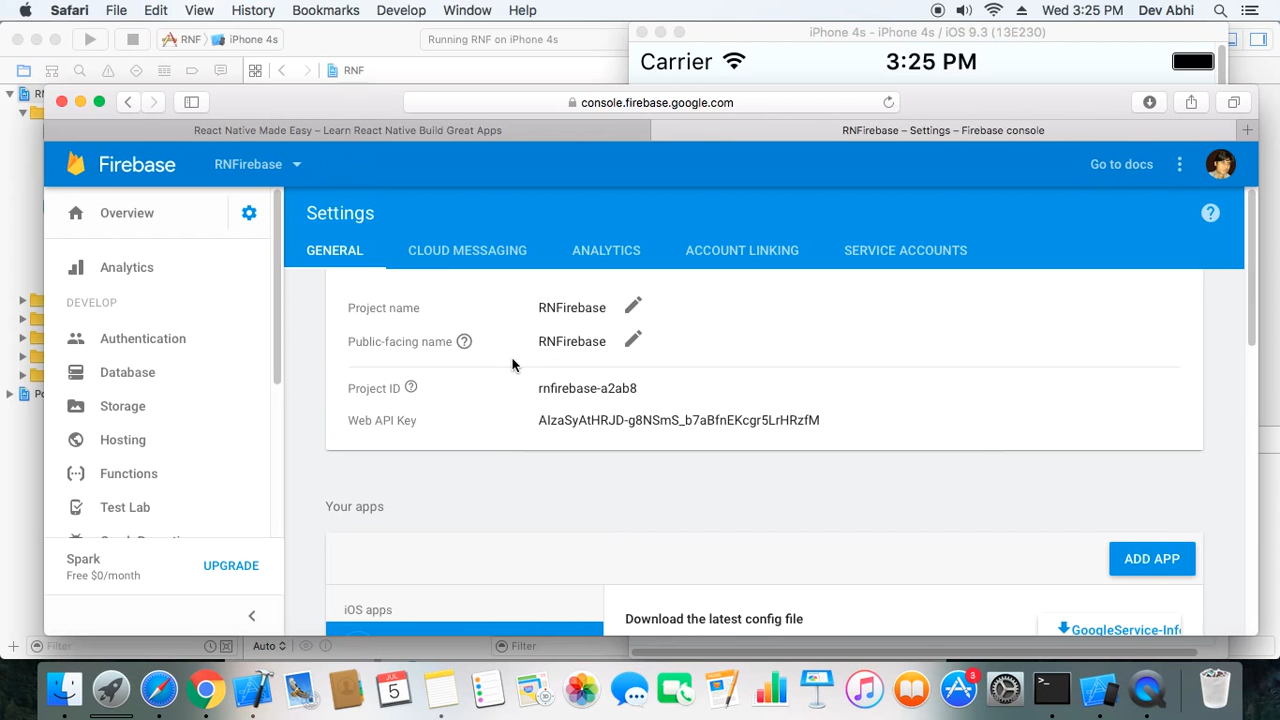 Safari File Edit View History Bookmarks Develop Window Help Wed 3:25 PM Dev Abhi
RNF iPhone 4s Running RNF on iPhone 4s
iPhone 4s - iPhone 4s / iOS 9.3 (13E230)
RNF
Carrier 3:25 PM
console.firebase.google.com
React Native Made Easy – Learn React Native Build Great Apps
RNFirebase – Settings – Firebase console
Firebase RNFirebase Go to docs
Overview
Settings
GENERAL CLOUD MESSAGING ANALYTICS ACCOUNT LINKING SERVICE ACCOUNTS
Analytics
DEVELOP
Authentication
Database
Storage
Hosting
Functions
Test Lab
Spark
Free $0/month
UPGRADE
Project name RNFirebase
Public-facing name RNFirebase
Project ID rnfirebase-a2ab8
Web API Key AIzaSyAtHRJD-g8NSmS_b7aBfnEKcgr5LrHRzfM
Your apps
ADD APP
iOS apps
Download the latest config file
GoogleService-Inf
Filter Auto Filter
JUL
5
3